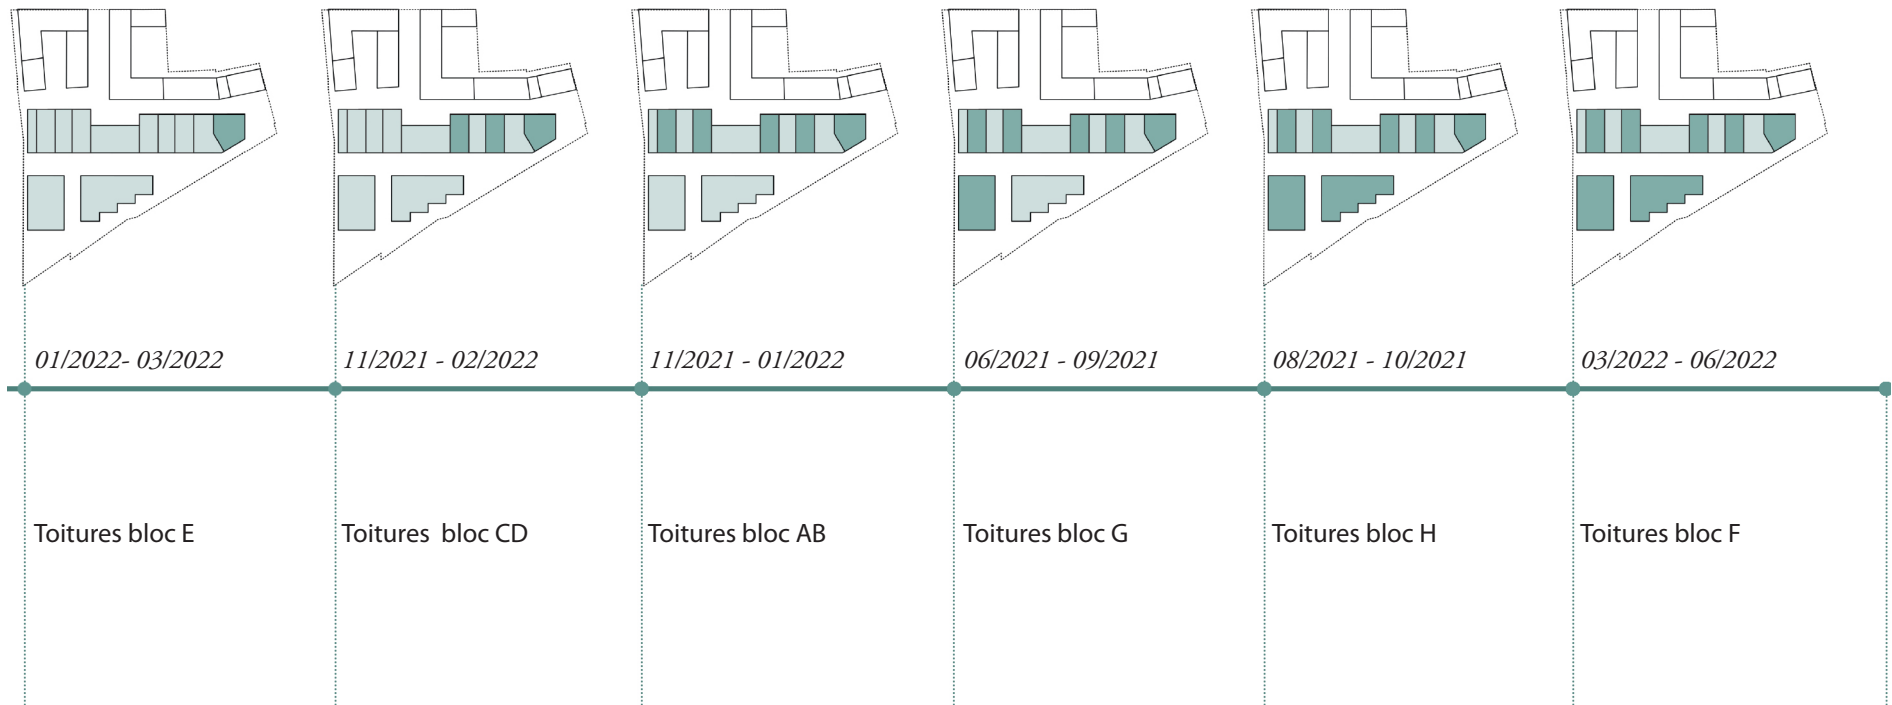 01/2022- 03/2022
11/2021 - 02/2022
11/2021 - 01/2022
06/2021 - 09/2021
08/2021 - 10/2021
03/2022 - 06/2022
Toitures bloc E
Toitures  bloc CD
Toitures bloc AB
Toitures bloc G
Toitures bloc H
Toitures bloc F